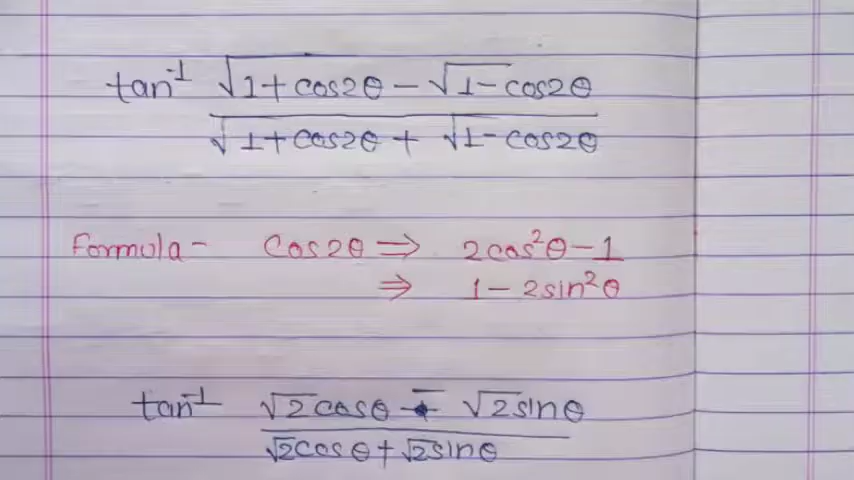 tan⁻¹ √1+cos2θ − √1-cos2θ
√1+cos2θ + √1-cos2θ
formula- Cos2θ ⇒ 2cos²θ-1
⇒ 1-2sin²θ
tan⁻¹ √2cosθ - √2sinθ
√2cosθ+√2sinθ